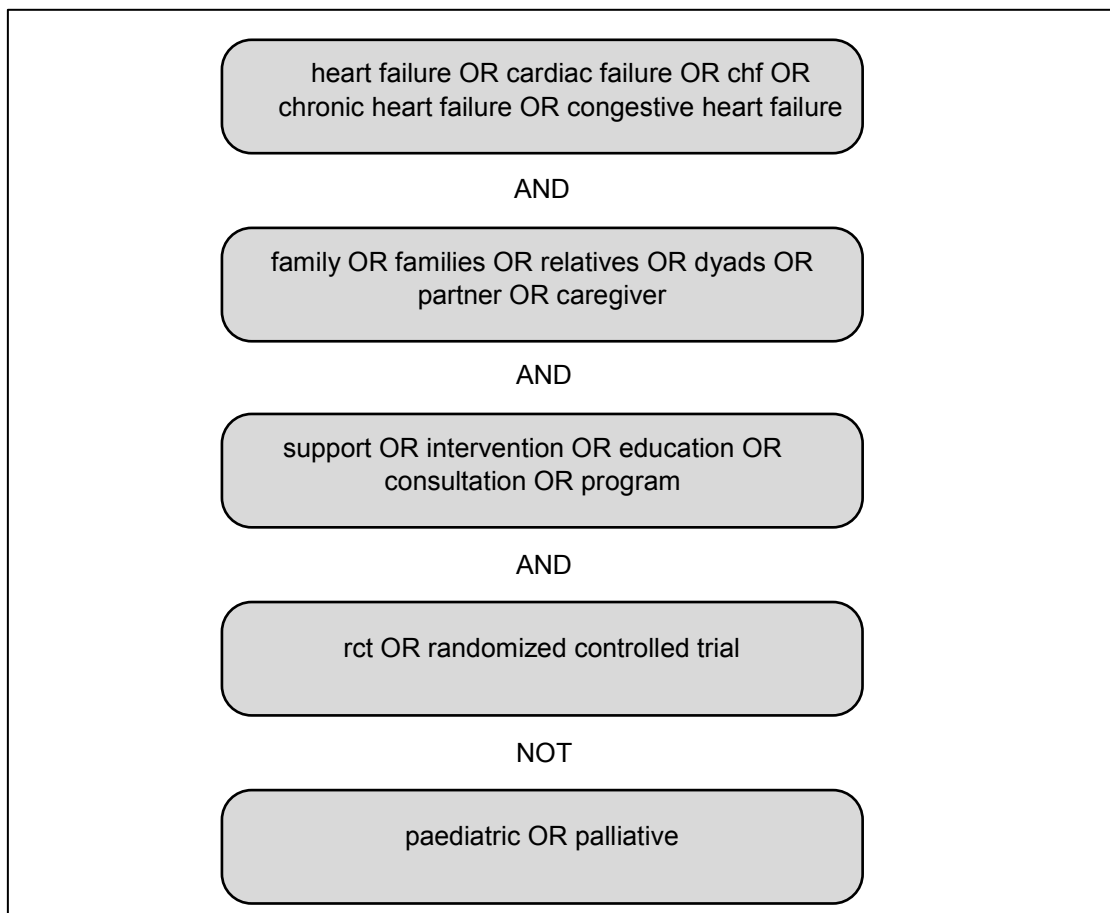 heart failure OR cardiac failure OR chf OR
chronic heart failure OR congestive heart failure
AND
family OR families OR relatives OR dyads OR
partner OR caregiver
AND
support OR intervention OR education OR
consultation OR program
AND
rct OR randomized controlled trial
NOT
paediatric OR palliative